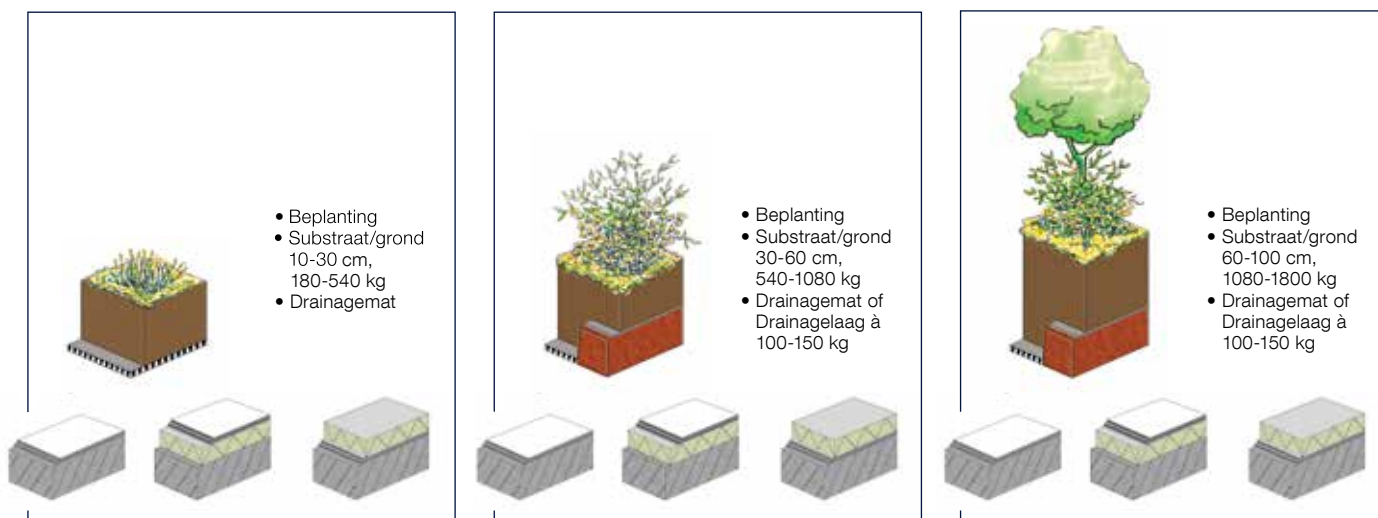 • Beplanting
• Substraat/grond
10-30 cm,
180-540 kg
• Drainagemat
• Beplanting
• Substraat/grond
30-60 cm,
540-1080 kg
• Drainagemat of
Drainagelaag à
100-150 kg
• Beplanting
• Substraat/grond
60-100 cm,
1080-1800 kg
• Drainagemat of
Drainagelaag à
100-150 kg